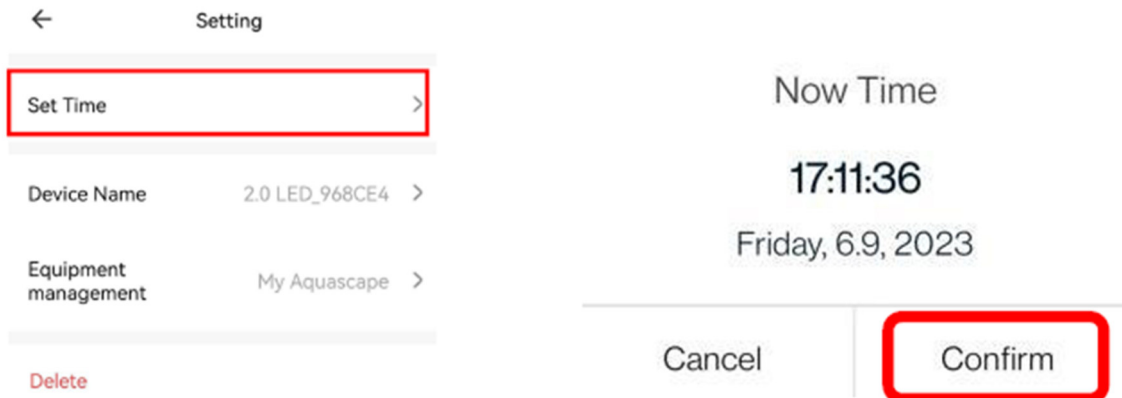 Setting
Set Time
Device Name 2.0 LED_968CE4
Equipment
management My Aquascape
Delete
Now Time
17:11:36
Friday, 6.9, 2023
Cancel Confirm